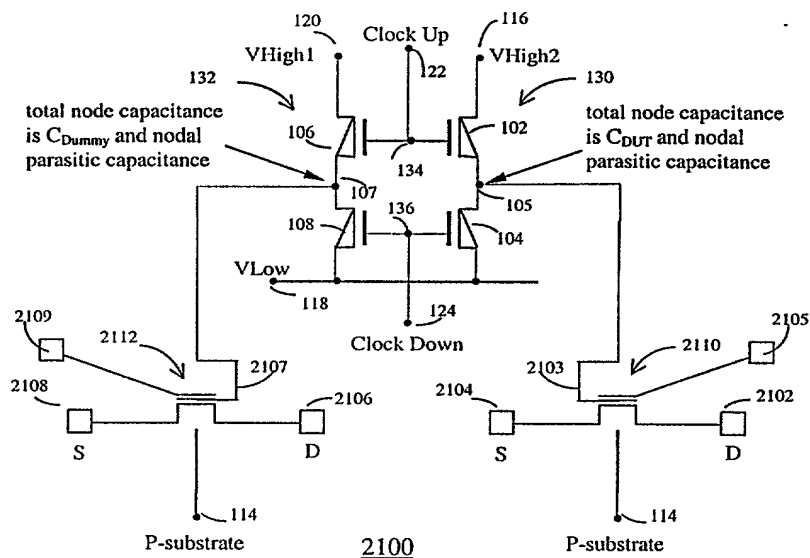 120
Clock Up
116
VHigh1
122
VHigh2
132
130
total node capacitance
is CDummy and nodal
parasitic capacitance
106
102
134
total node capacitance
is CDUT and nodal
parasitic capacitance
107
105
136
108
104
VLow
118
124
Clock Down
2109
2112
2107
2108
2106
S
D
2105
2110
2103
2104
2102
S
D
114
P-substrate
2100
114
P-substrate